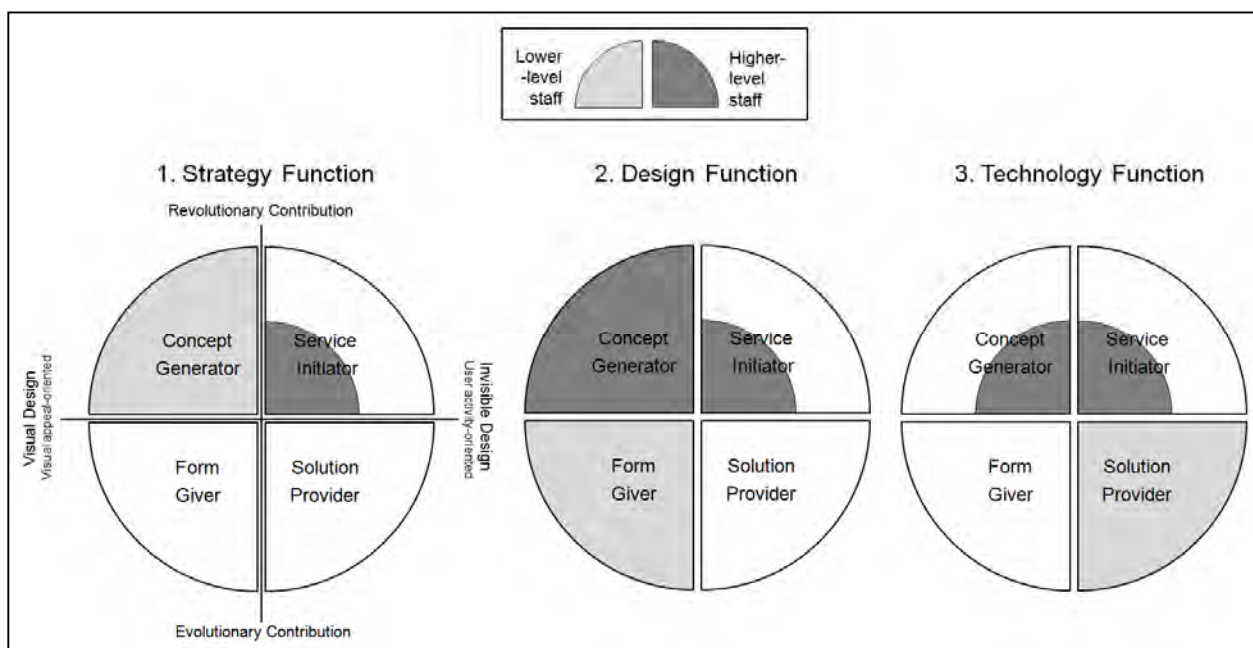 Lower
-level
staff
Higher-
level
staff
1. Strategy Function
2. Design Function
3. Technology Function
Revolutionary Contribution
Concept
Generator
Service
Initiator
Form
Giver
Solution
Provider
Visual Design
Visual appeal-oriented
Invisible Design
User activity-oriented
Evolutionary Contribution
Concept
Generator
Service
Initiator
Form
Giver
Solution
Provider
Concept
Generator
Service
Initiator
Form
Giver
Solution
Provider